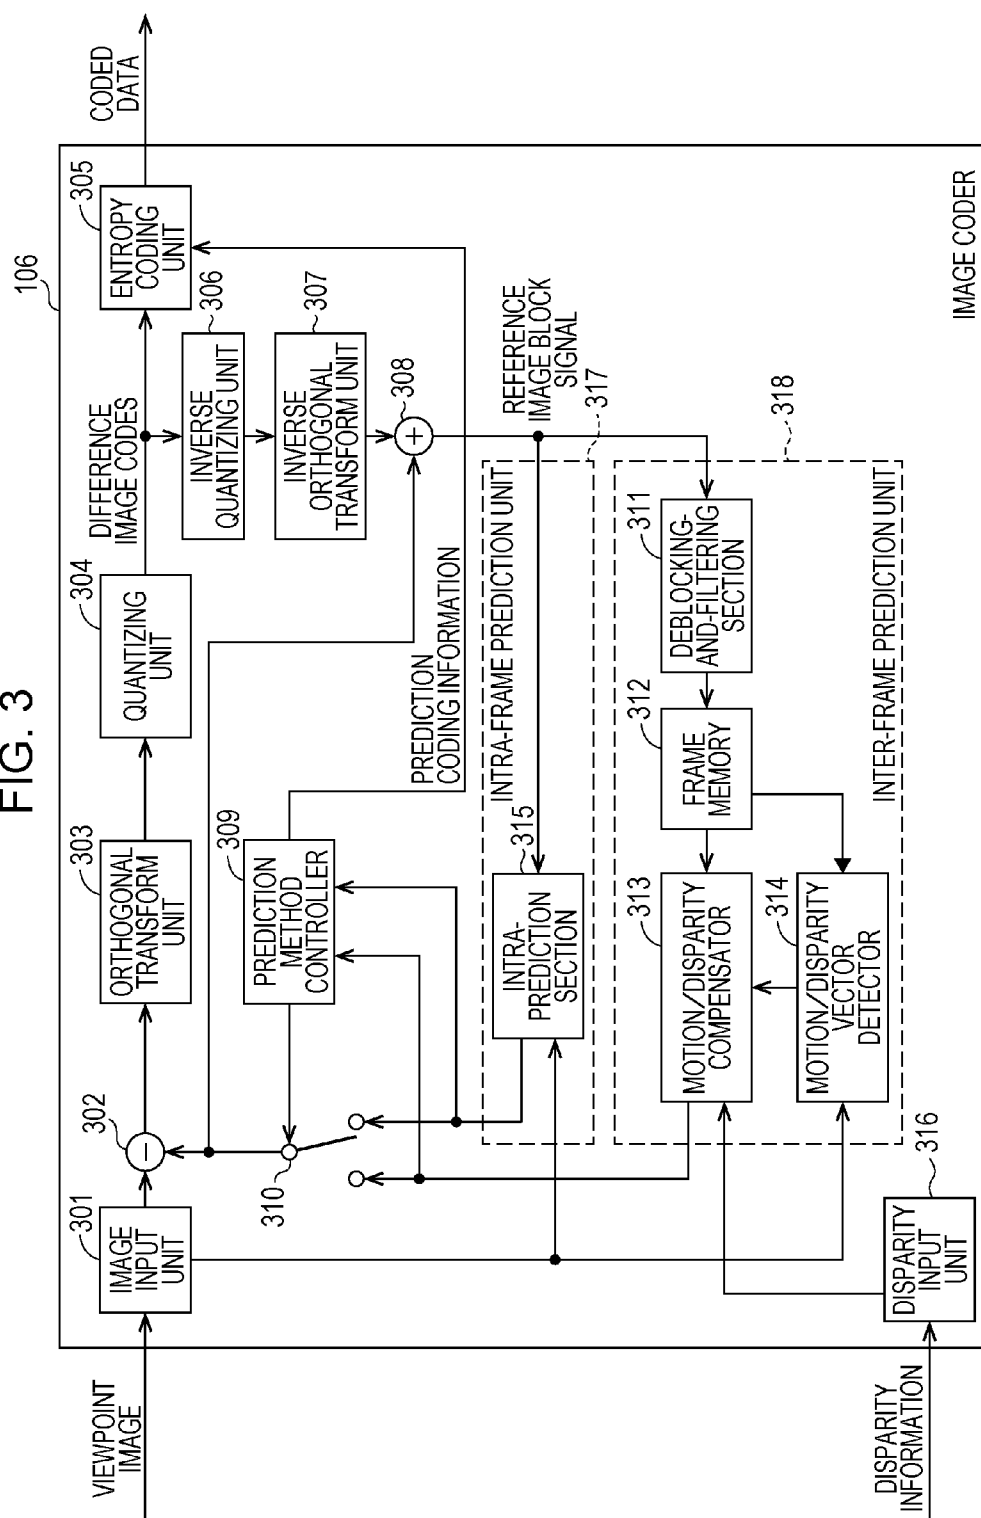 FIG. 3
106
VIEWPOINT
IMAGE
301
IMAGE
INPUT
UNIT
302
−
303
ORTHOGONAL
TRANSFORM
UNIT
304
QUANTIZING
UNIT
DIFFERENCE
IMAGE CODES
305
ENTROPY
CODING
UNIT
CODED
DATA
306
INVERSE
QUANTIZING UNIT
307
INVERSE
ORTHOGONAL
TRANSFORM UNIT
308
+
309
PREDICTION
METHOD
CONTROLLER
310
PREDICTION
CODING INFORMATION
REFERENCE
IMAGE BLOCK
SIGNAL
317
INTRA-FRAME PREDICTION UNIT
315
INTRA-
PREDICTION
SECTION
318
311
DEBLOCKING-
AND-FILTERING
SECTION
312
FRAME
MEMORY
313
MOTION/DISPARITY
COMPENSATOR
314
MOTION/DISPARITY
VECTOR
DETECTOR
INTER-FRAME PREDICTION UNIT
316
DISPARITY
INPUT
UNIT
DISPARITY
INFORMATION
IMAGE CODER